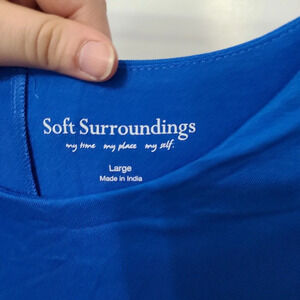 Soft Surroundings
my time my place my self.
Large
Made in India